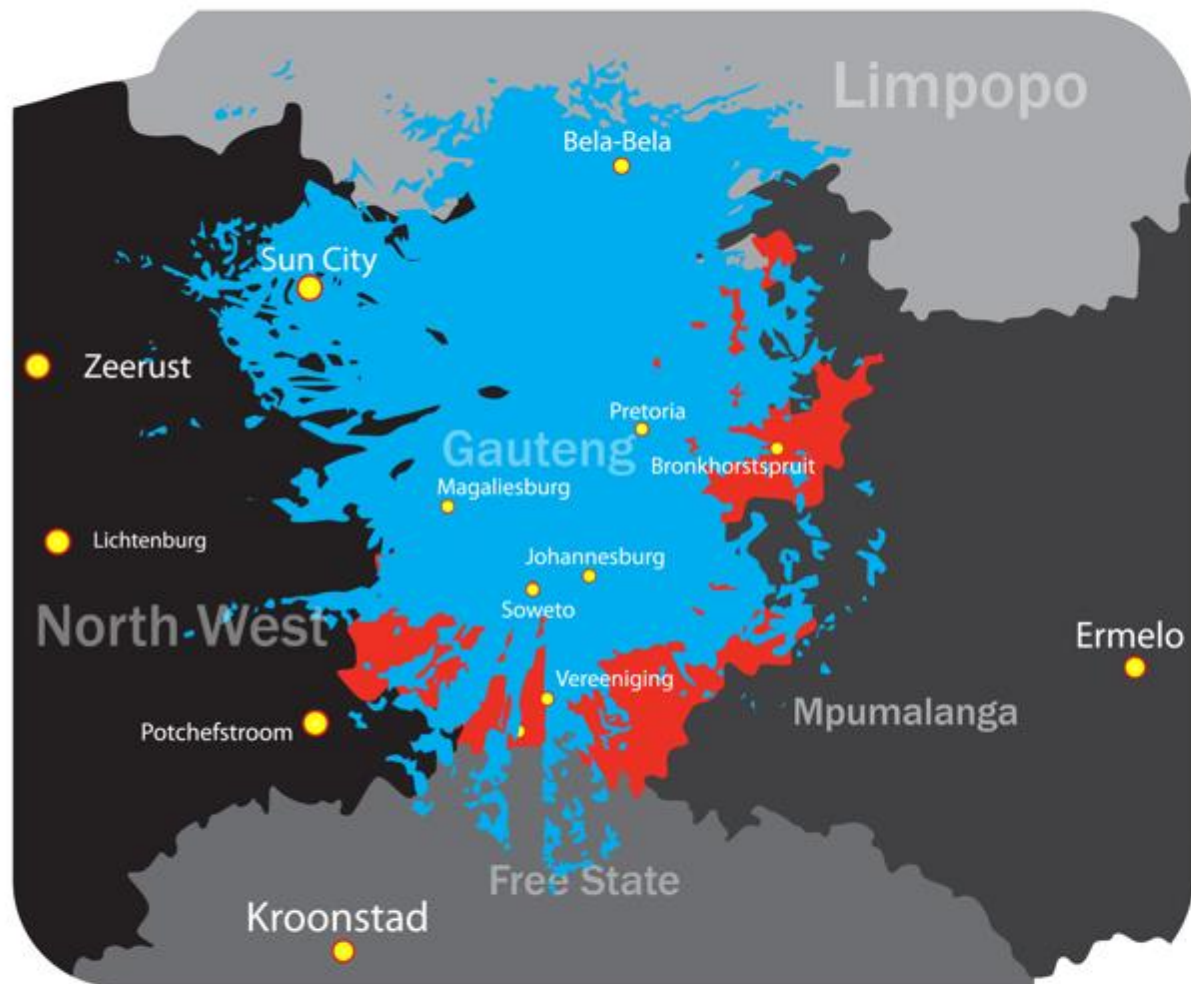 Limpopo
Bela-Bela
Sun City
Zeerust
Pretoria
Gauteng
Bronkhorstspruit
Magaliesburg
Lichtenburg
Johannesburg
Soweto
North West
Ermelo
Vereeniging
Mpumalanga
Potchefstroom
Free State
Kroonstad